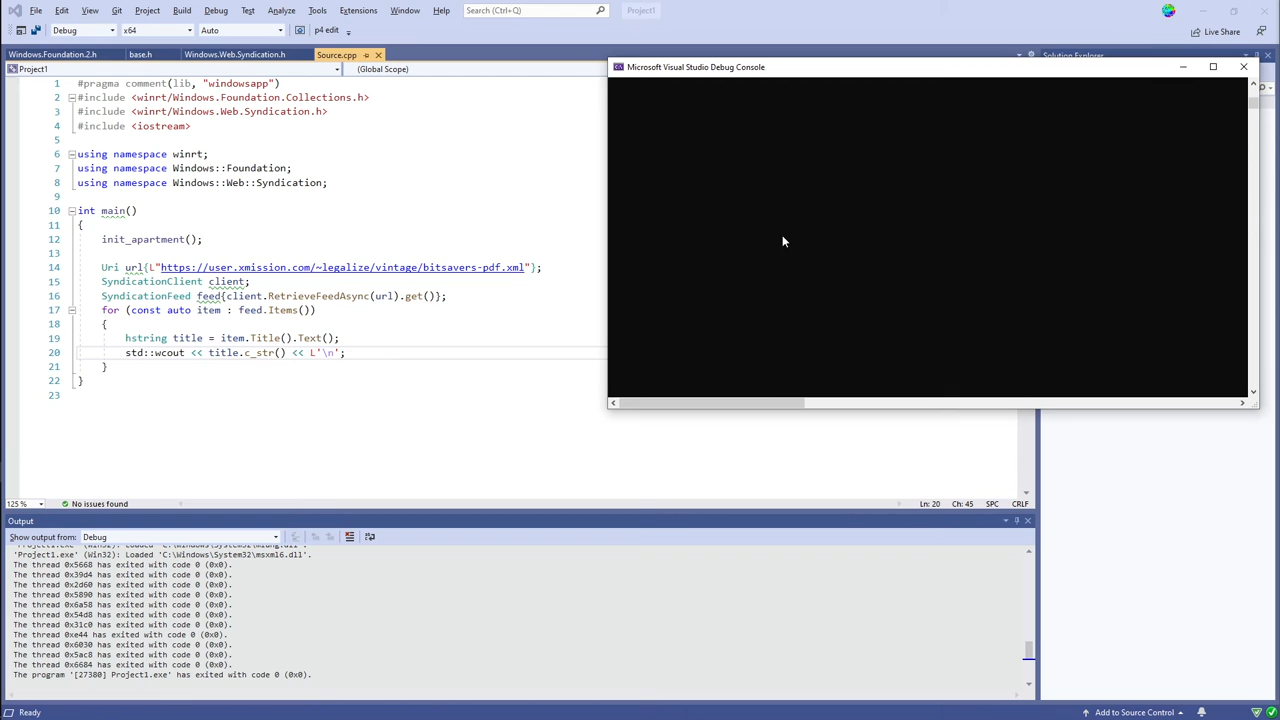 File Edit View Git Project Build Debug Test Analyze Tools Extensions Window Help Search (Ctrl+Q) Project1
Debug x64 Auto p4 edit Live Share
Windows.Foundation.2.h base.h Windows.Web.Syndication.h Source.cpp Solution Explorer
Project1 (Global Scope)
Microsoft Visual Studio Debug Console
1 #pragma comment(lib, "windowsapp")
2 #include <winrt/Windows.Foundation.Collections.h>
3 #include <winrt/Windows.Web.Syndication.h>
4 #include <iostream>
5
6 using namespace winrt;
7 using namespace Windows::Foundation;
8 using namespace Windows::Web::Syndication;
9
10 int main()
11 {
12 init_apartment();
13
14 Uri url{L"https://user.xmission.com/~legalize/vintage/bitsavers-pdf.xml"};
15 SyndicationClient client;
16 SyndicationFeed feed{client.RetrieveFeedAsync(url).get()};
17 for (const auto item : feed.Items())
18 {
19 hstring title = item.Title().Text();
20 std::wcout << title.c_str() << L'\n';
21 }
22 }
23
125 % No issues found Ln: 20 Ch: 45 SPC CRLF
Output
Show output from: Debug
'Project1.exe' (Win32): Loaded 'C:\Windows\System32\msxml6.dll'.
The thread 0x5668 has exited with code 0 (0x0).
The thread 0x39d4 has exited with code 0 (0x0).
The thread 0x2d60 has exited with code 0 (0x0).
The thread 0x5890 has exited with code 0 (0x0).
The thread 0x6a58 has exited with code 0 (0x0).
The thread 0x54d8 has exited with code 0 (0x0).
The thread 0x31c0 has exited with code 0 (0x0).
The thread 0xe44 has exited with code 0 (0x0).
The thread 0x6030 has exited with code 0 (0x0).
The thread 0x5ac8 has exited with code 0 (0x0).
The thread 0x6684 has exited with code 0 (0x0).
The program '[27380] Project1.exe' has exited with code 0 (0x0).
Ready Add to Source Control